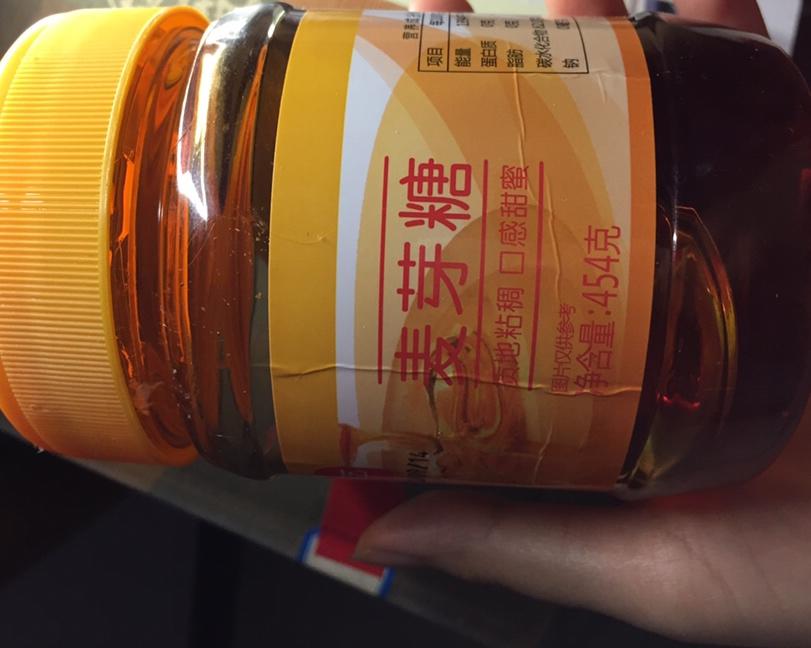 麦芽糖
质地粘稠 口感甜蜜
图片仅供参考
净含量:454克
项目
能量
蛋白质
脂肪
碳水化合物
钠